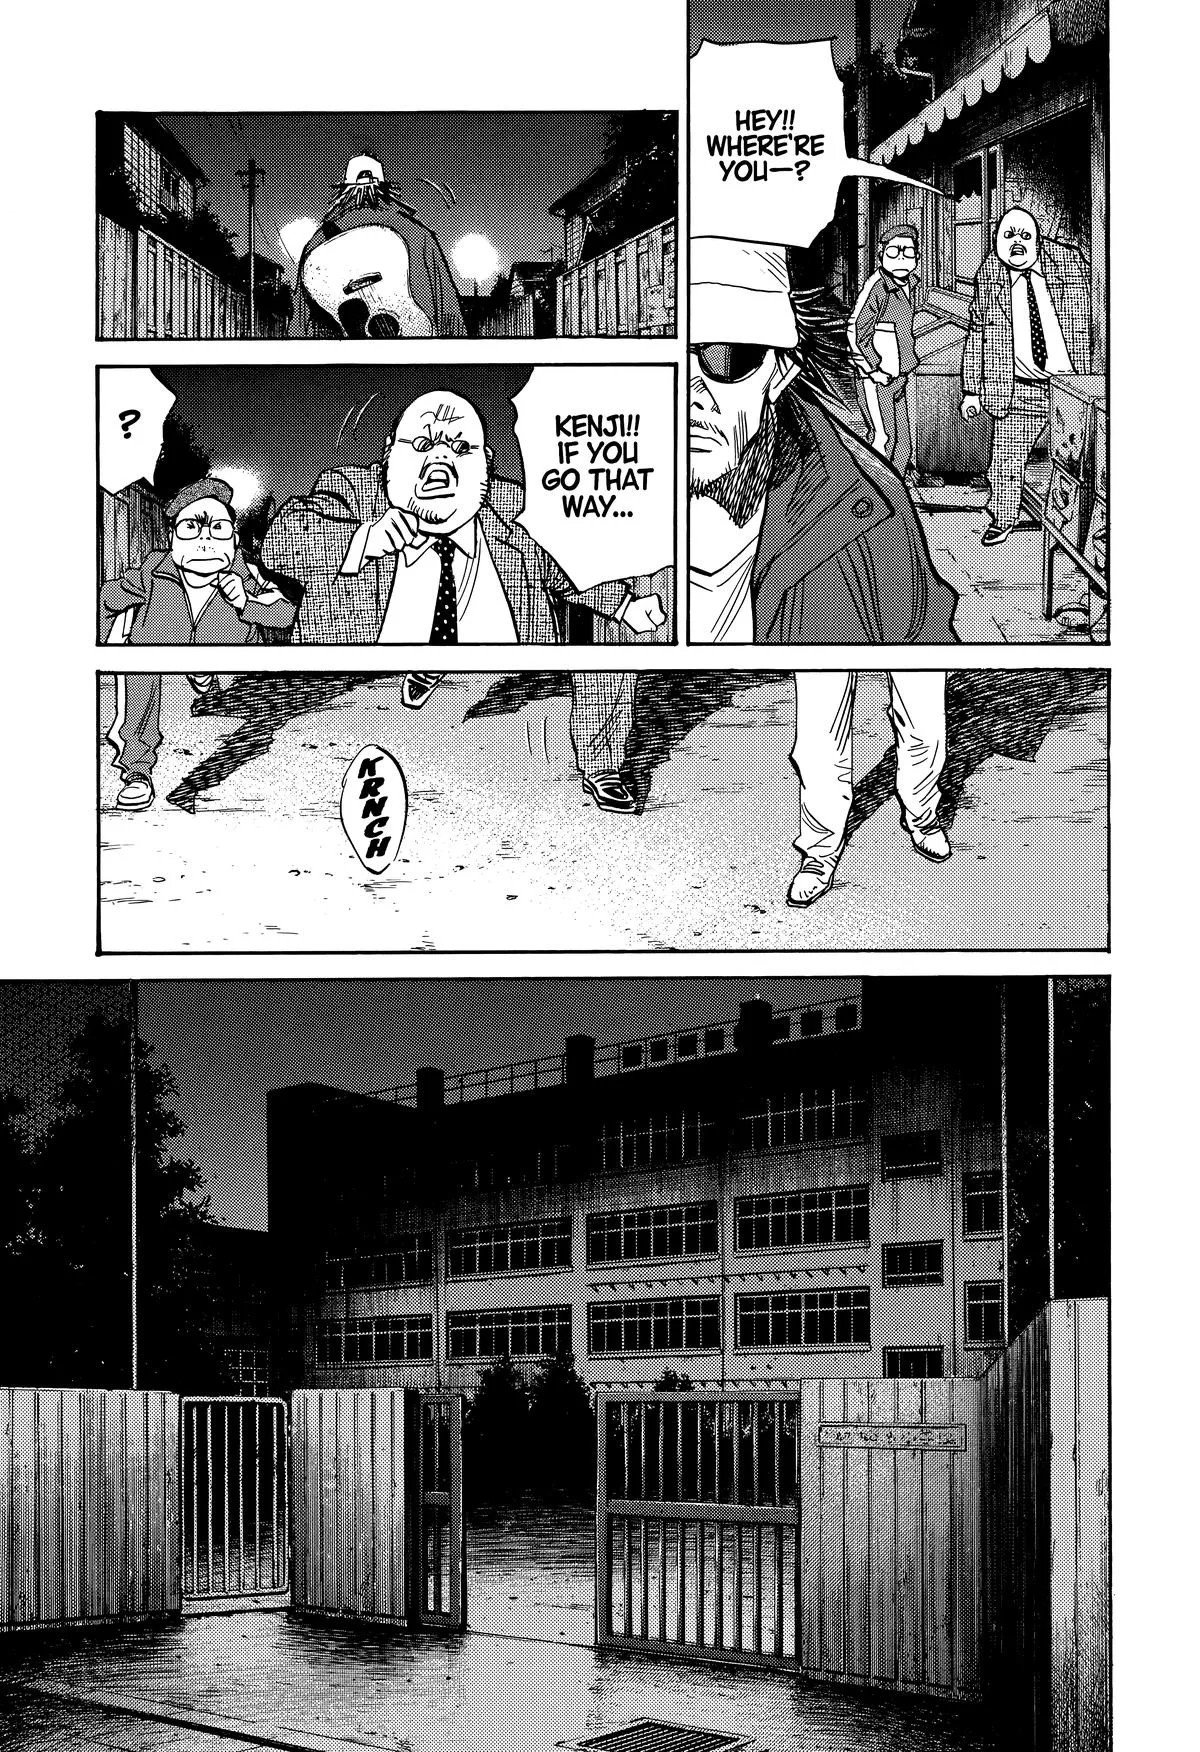 HEY!!
WHERE'RE
YOU—?
KENJI!!
IF YOU
GO THAT
WAY...
?
KRNCH